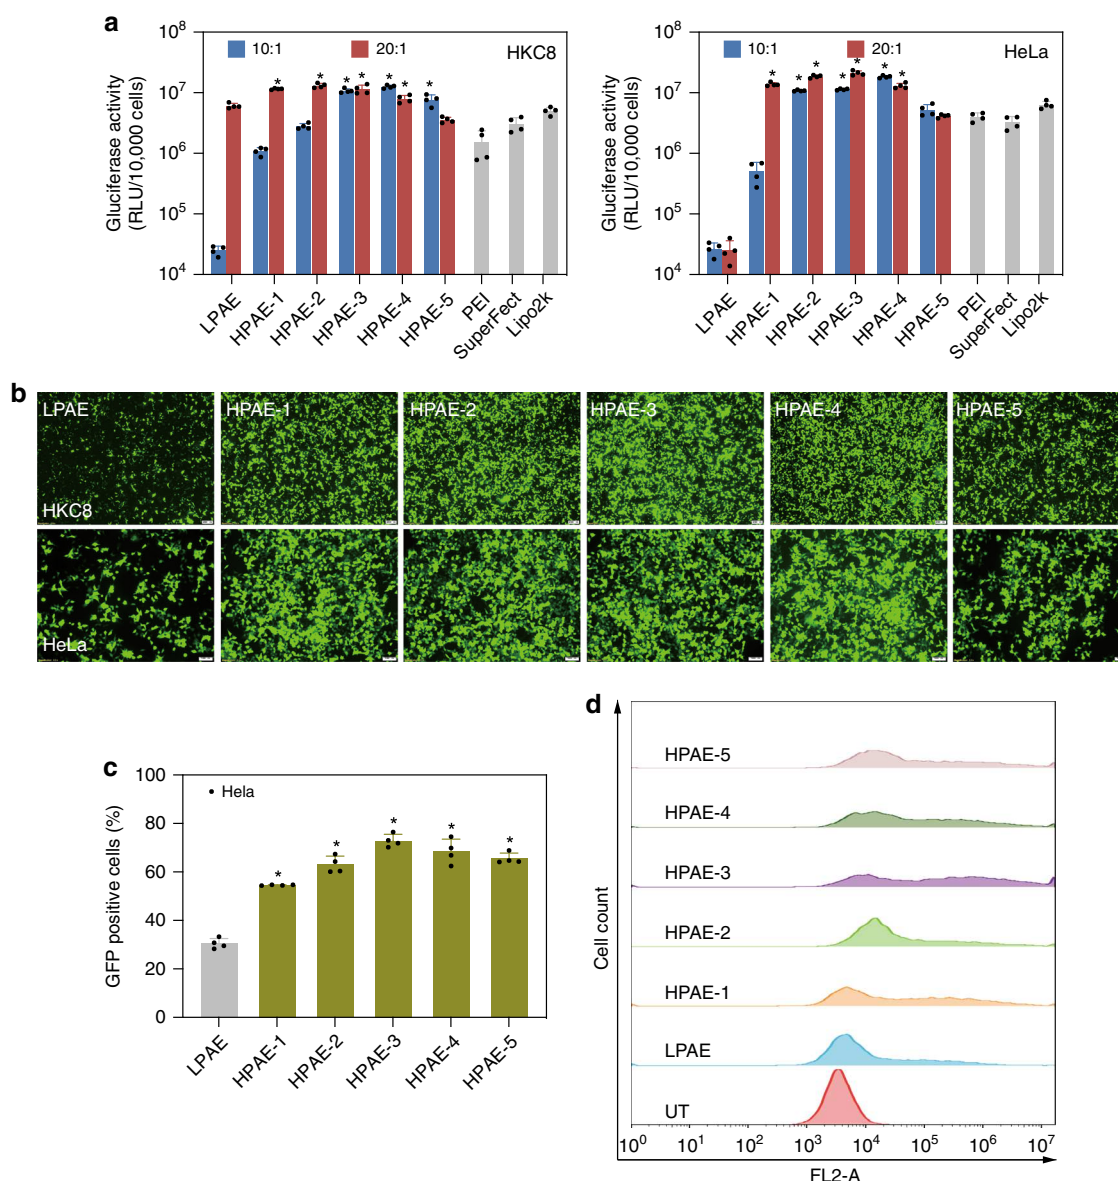 a
10⁸
10⁷
10⁶
10⁵
10⁴
Gluciferase activity
(RLU/10,000 cells)
10:1
20:1
HKC8
* * * * * * *
LPAE
HPAE-1
HPAE-2
HPAE-3
HPAE-4
HPAE-5
PEI
SuperFect
Lipo2k
10⁸
10⁷
10⁶
10⁵
10⁴
Gluciferase activity
(RLU/10,000 cells)
10:1
20:1
HeLa
* * * * * * *
LPAE
HPAE-1
HPAE-2
HPAE-3
HPAE-4
HPAE-5
PEI
SuperFect
Lipo2k
b
LPAE
HPAE-1
HPAE-2
HPAE-3
HPAE-4
HPAE-5
HKC8
HeLa
c
100
80
60
40
20
0
GFP positive cells (%)
Hela
* * * * *
LPAE
HPAE-1
HPAE-2
HPAE-3
HPAE-4
HPAE-5
d
Cell count
HPAE-5
HPAE-4
HPAE-3
HPAE-2
HPAE-1
LPAE
UT
10⁰ 10¹ 10² 10³ 10⁴ 10⁵ 10⁶ 10⁷
FL2-A